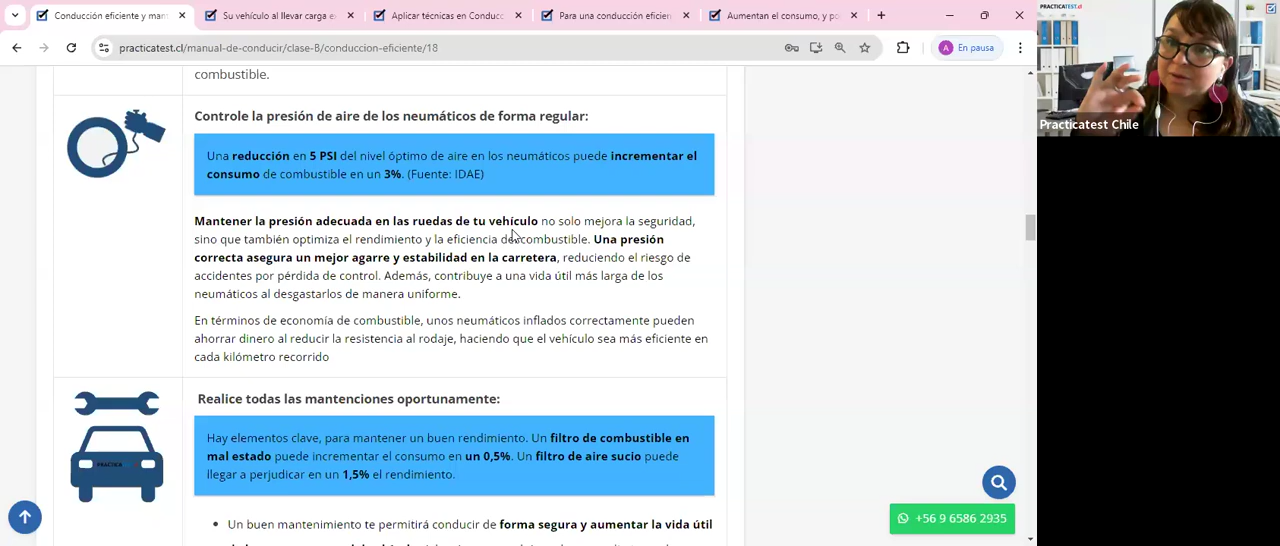 Conducción eficiente y mant
Su vehículo al llevar carga e
Aplicar técnicas en Conducc
Para una conducción eficien
Aumentan el consumo, y po
practicatest.cl/manual-de-conducir/clase-B/conduccion-eficiente/18
A En pausa
PRACTICATEST.cl
Practicatest Chile
combustible.
Controle la presión de aire de los neumáticos de forma regular:
Una reducción en 5 PSI del nivel óptimo de aire en los neumáticos puede incrementar el
consumo de combustible en un 3%. (Fuente: IDAE)
Mantener la presión adecuada en las ruedas de tu vehículo no solo mejora la seguridad,
sino que también optimiza el rendimiento y la eficiencia de combustible. Una presión
correcta asegura un mejor agarre y estabilidad en la carretera, reduciendo el riesgo de
accidentes por pérdida de control. Además, contribuye a una vida útil más larga de los
neumáticos al desgastarlos de manera uniforme.
En términos de economía de combustible, unos neumáticos inflados correctamente pueden
ahorrar dinero al reducir la resistencia al rodaje, haciendo que el vehículo sea más eficiente en
cada kilómetro recorrido
Realice todas las mantenciones oportunamente:
Hay elementos clave, para mantener un buen rendimiento. Un filtro de combustible en
mal estado puede incrementar el consumo en un 0,5%. Un filtro de aire sucio puede
llegar a perjudicar en un 1,5% el rendimiento.
Un buen mantenimiento te permitirá conducir de forma segura y aumentar la vida útil
+56 9 6586 2935